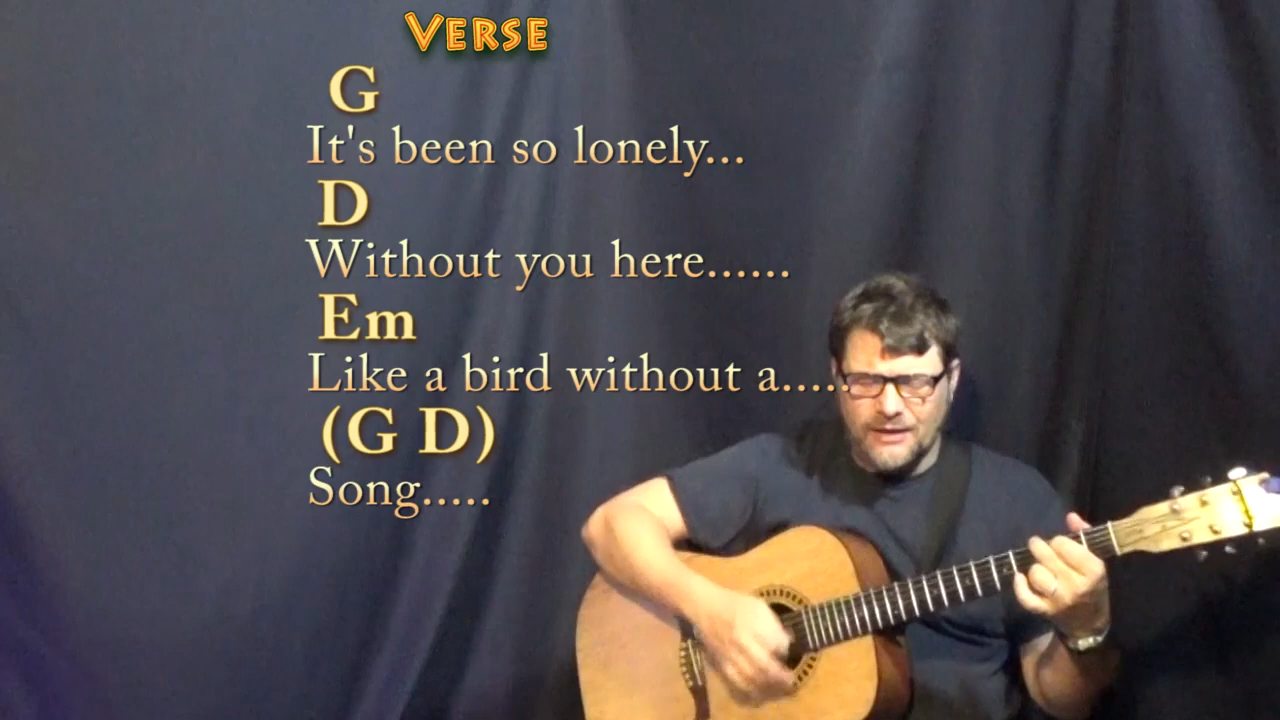 VERSE
G
It's been so lonely...
D
Without you here......
Em
Like a bird without a.....
(G D)
Song.....